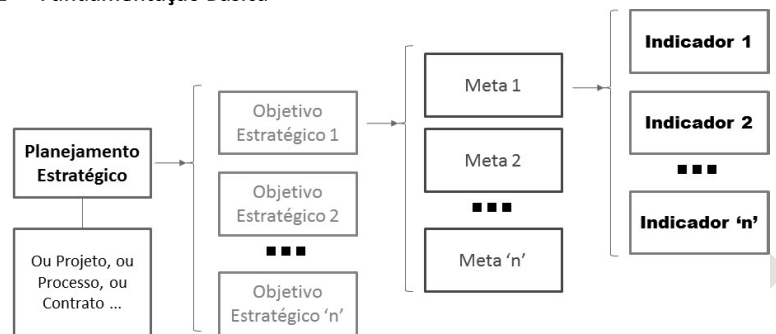 Planejamento
Estratégico
Ou Projeto, ou
Processo, ou
Contrato ...
Objetivo
Estratégico 1
Objetivo
Estratégico 2
Objetivo
Estratégico ‘n’
Meta 1
Meta 2
Meta ‘n’
Indicador 1
Indicador 2
Indicador ‘n’